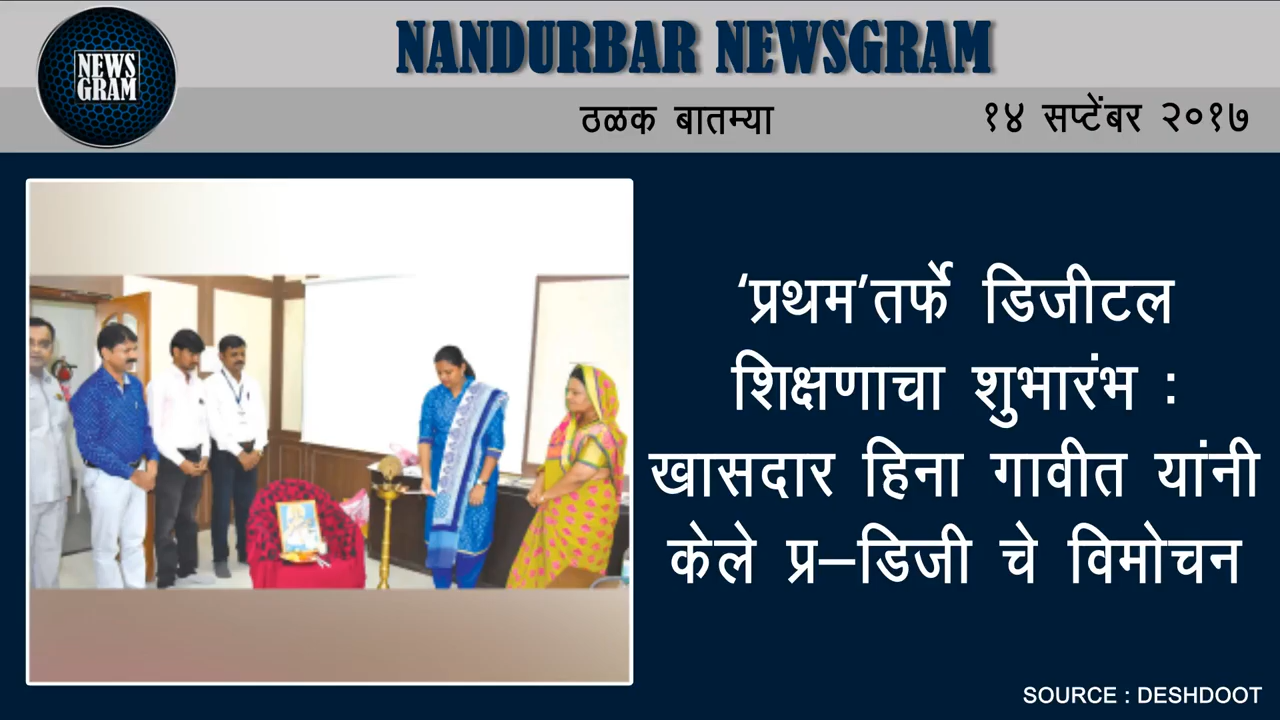 NEWS
GRAM
NANDURBAR NEWSGRAM
ठळक बातम्या
१४ सप्टेंबर २०१७
‘प्रथम’तर्फे डिजीटल
शिक्षणाचा शुभारंभ :
खासदार हिना गावीत यांनी
केले प्र–डिजी चे विमोचन
SOURCE : DESHDOOT